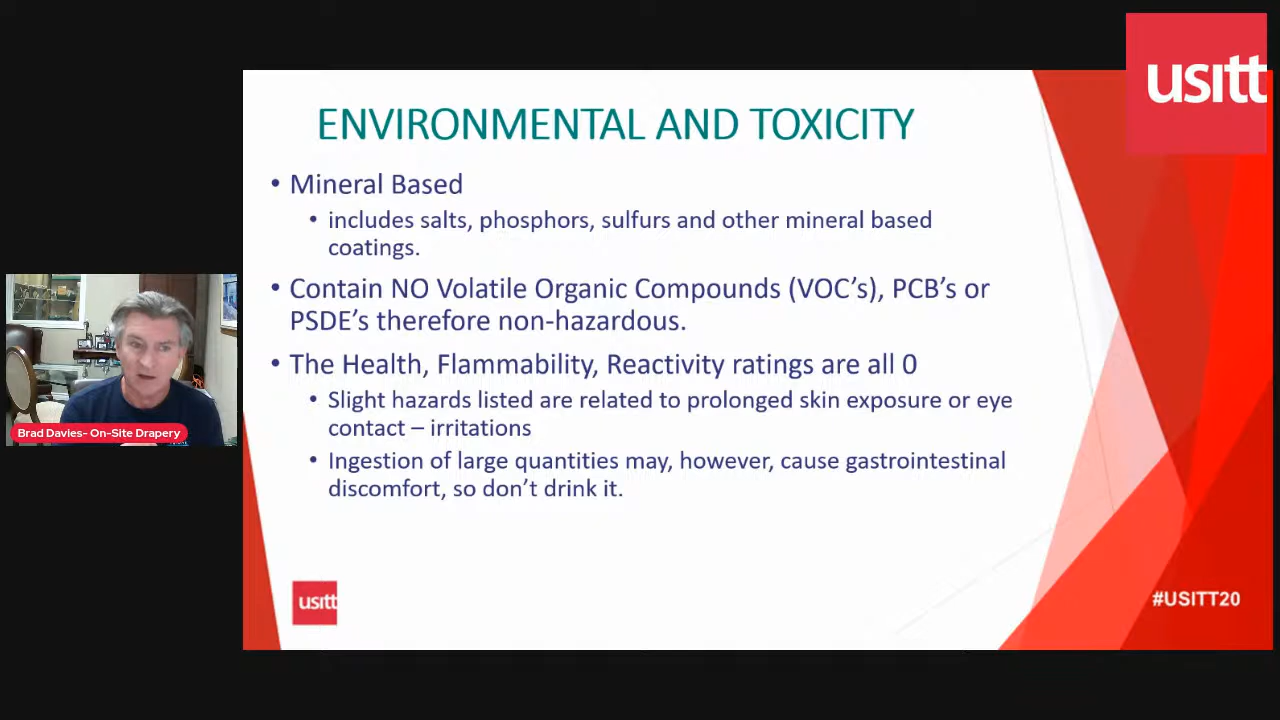 usitt
ENVIRONMENTAL AND TOXICITY
• Mineral Based
• includes salts, phosphors, sulfurs and other mineral based
coatings.
• Contain NO Volatile Organic Compounds (VOC’s), PCB’s or
PSDE’s therefore non-hazardous.
• The Health, Flammability, Reactivity ratings are all 0
• Slight hazards listed are related to prolonged skin exposure or eye
contact – irritations
• Ingestion of large quantities may, however, cause gastrointestinal
discomfort, so don’t drink it.
Brad Davies- On-Site Drapery
usitt
#USITT20